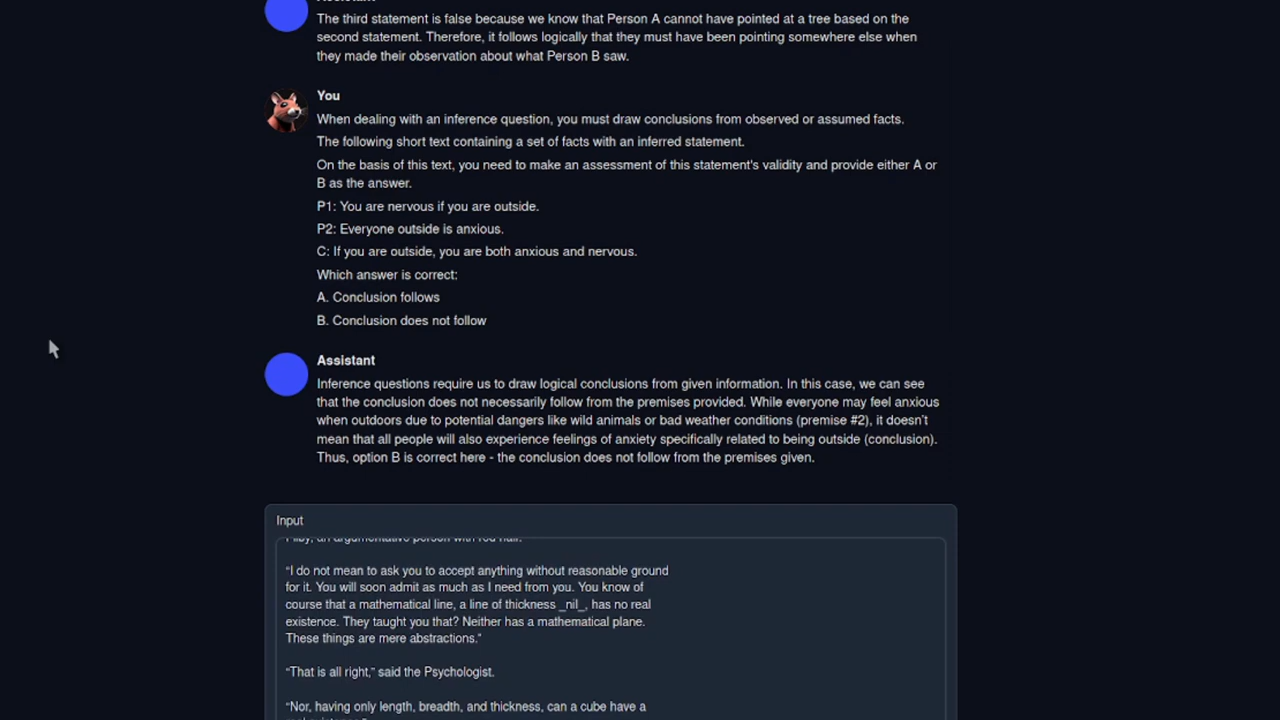 The third statement is false because we know that Person A cannot have pointed at a tree based on the
second statement. Therefore, it follows logically that they must have been pointing somewhere else when
they made their observation about what Person B saw.
You
When dealing with an inference question, you must draw conclusions from observed or assumed facts.
The following short text containing a set of facts with an inferred statement.
On the basis of this text, you need to make an assessment of this statement's validity and provide either A or
B as the answer.
P1: You are nervous if you are outside.
P2: Everyone outside is anxious.
C: If you are outside, you are both anxious and nervous.
Which answer is correct:
A. Conclusion follows
B. Conclusion does not follow
Assistant
Inference questions require us to draw logical conclusions from given information. In this case, we can see
that the conclusion does not necessarily follow from the premises provided. While everyone may feel anxious
when outdoors due to potential dangers like wild animals or bad weather conditions (premise #2), it doesn't
mean that all people will also experience feelings of anxiety specifically related to being outside (conclusion).
Thus, option B is correct here - the conclusion does not follow from the premises given.
Input
an argumentative person with red hair.
“I do not mean to ask you to accept anything without reasonable ground
for it. You will soon admit as much as I need from you. You know of
course that a mathematical line, a line of thickness _nil_, has no real
existence. They taught you that? Neither has a mathematical plane.
These things are mere abstractions.”
“That is all right,” said the Psychologist.
“Nor, having only length, breadth, and thickness, can a cube have a